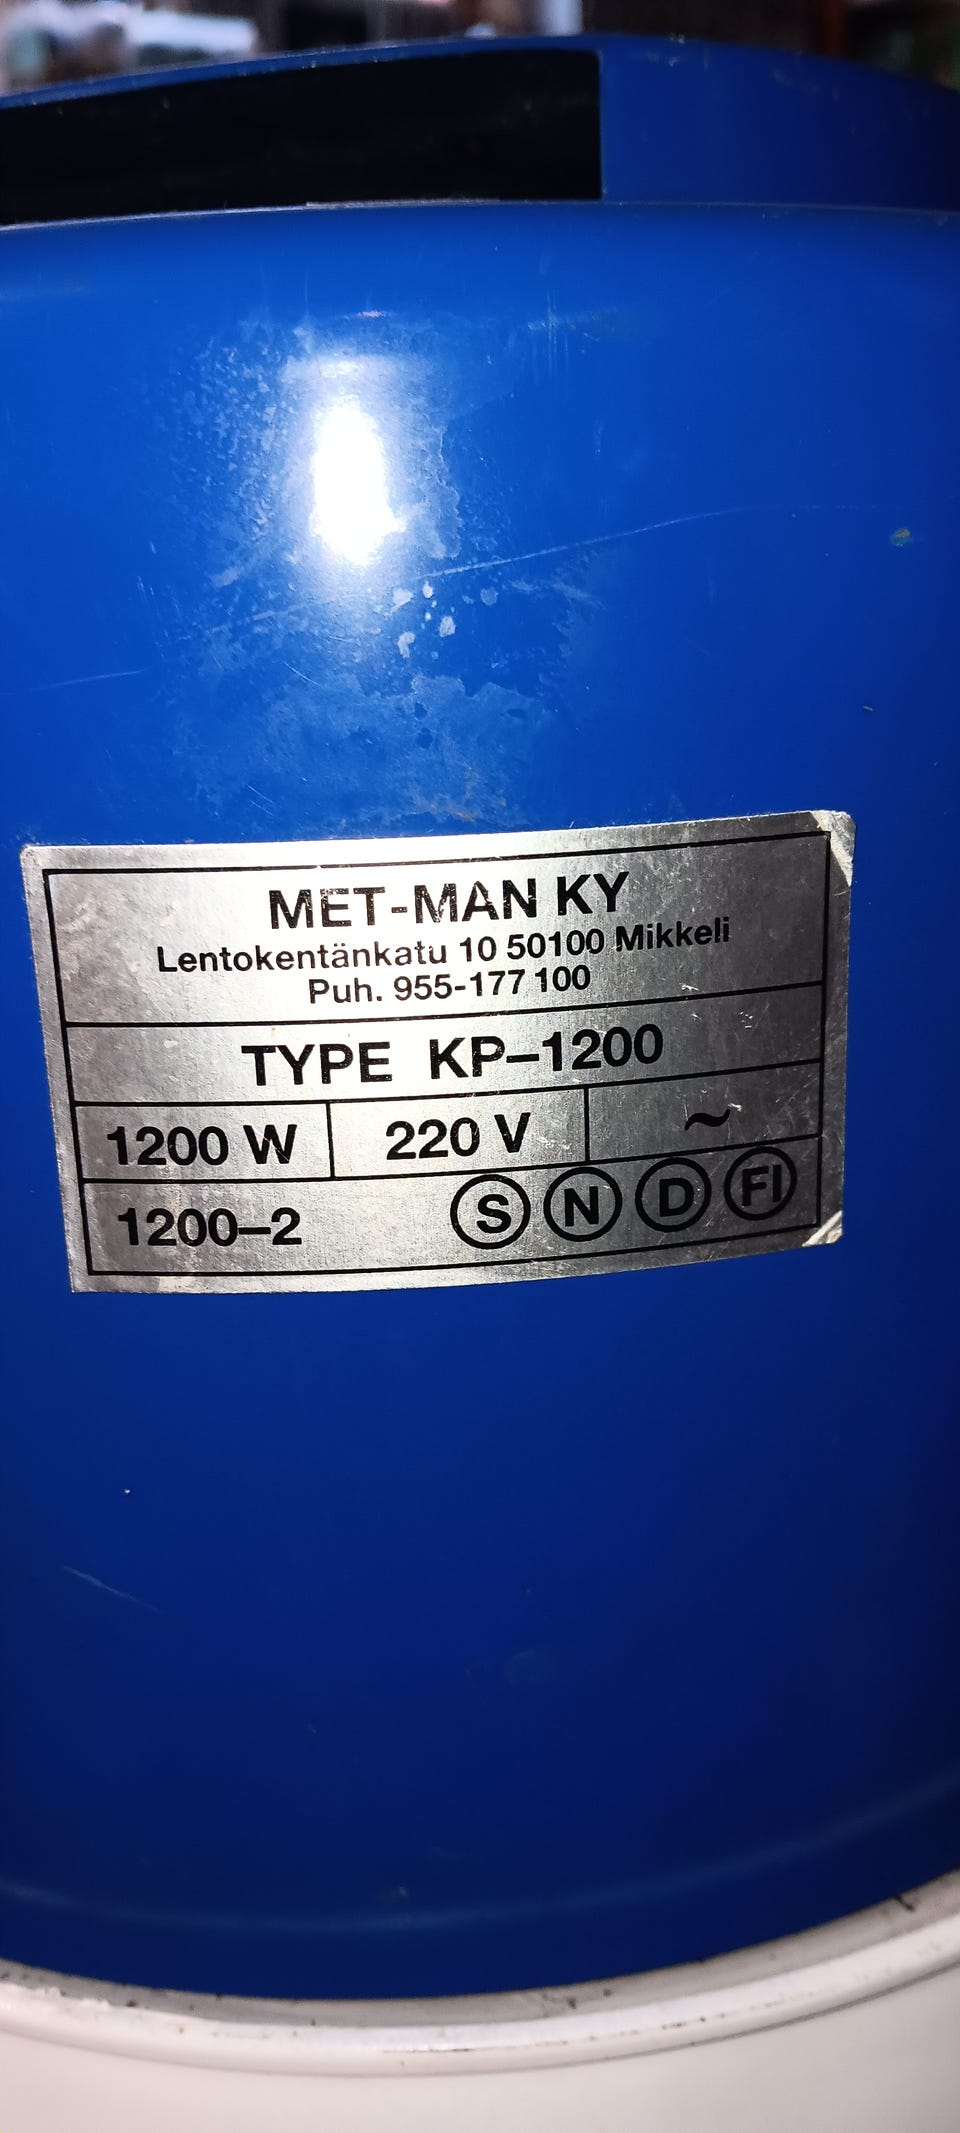 MET-MAN KY
Lentokentänkatu 10 50100 Mikkeli
Puh. 955-177 100
TYPE KP-1200
1200 W 220 V ~
1200-2 S N D FI